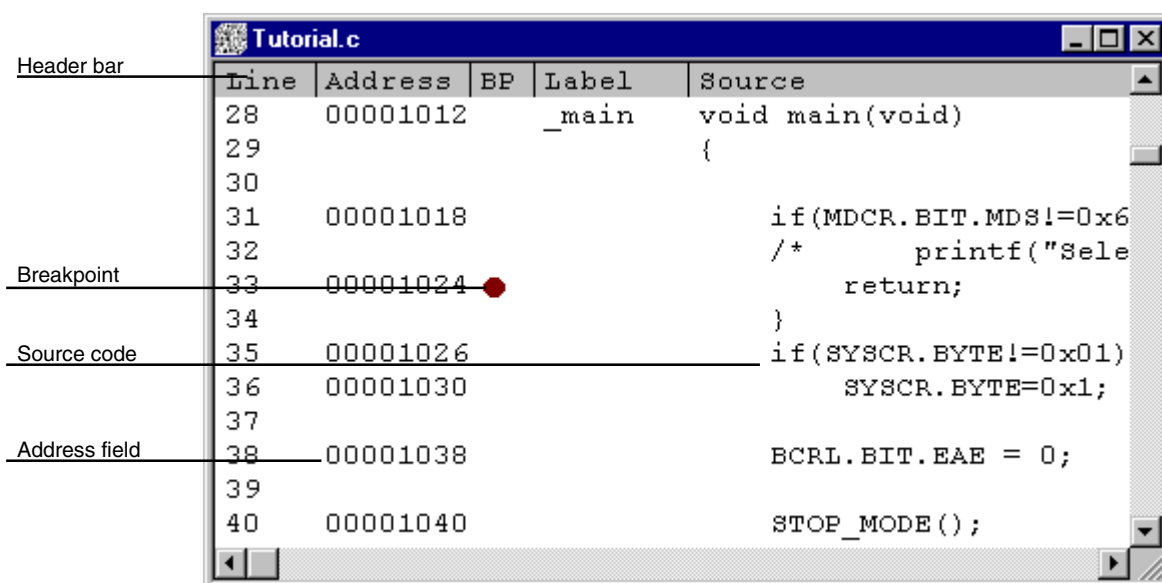 Tutorial.c
Header bar
Line Address BP Label Source
28 00001012 _main void main(void)
29 {
30
31 00001018 if(MDCR.BIT.MDS!=0x6
32 /* printf("Sele
Breakpoint
33 00001024 return;
34 }
Source code
35 00001026 if(SYSCR.BYTE!=0x01)
36 00001030 SYSCR.BYTE=0x1;
37
Address field
38 00001038 BCRL.BIT.EAE = 0;
39
40 00001040 STOP_MODE();